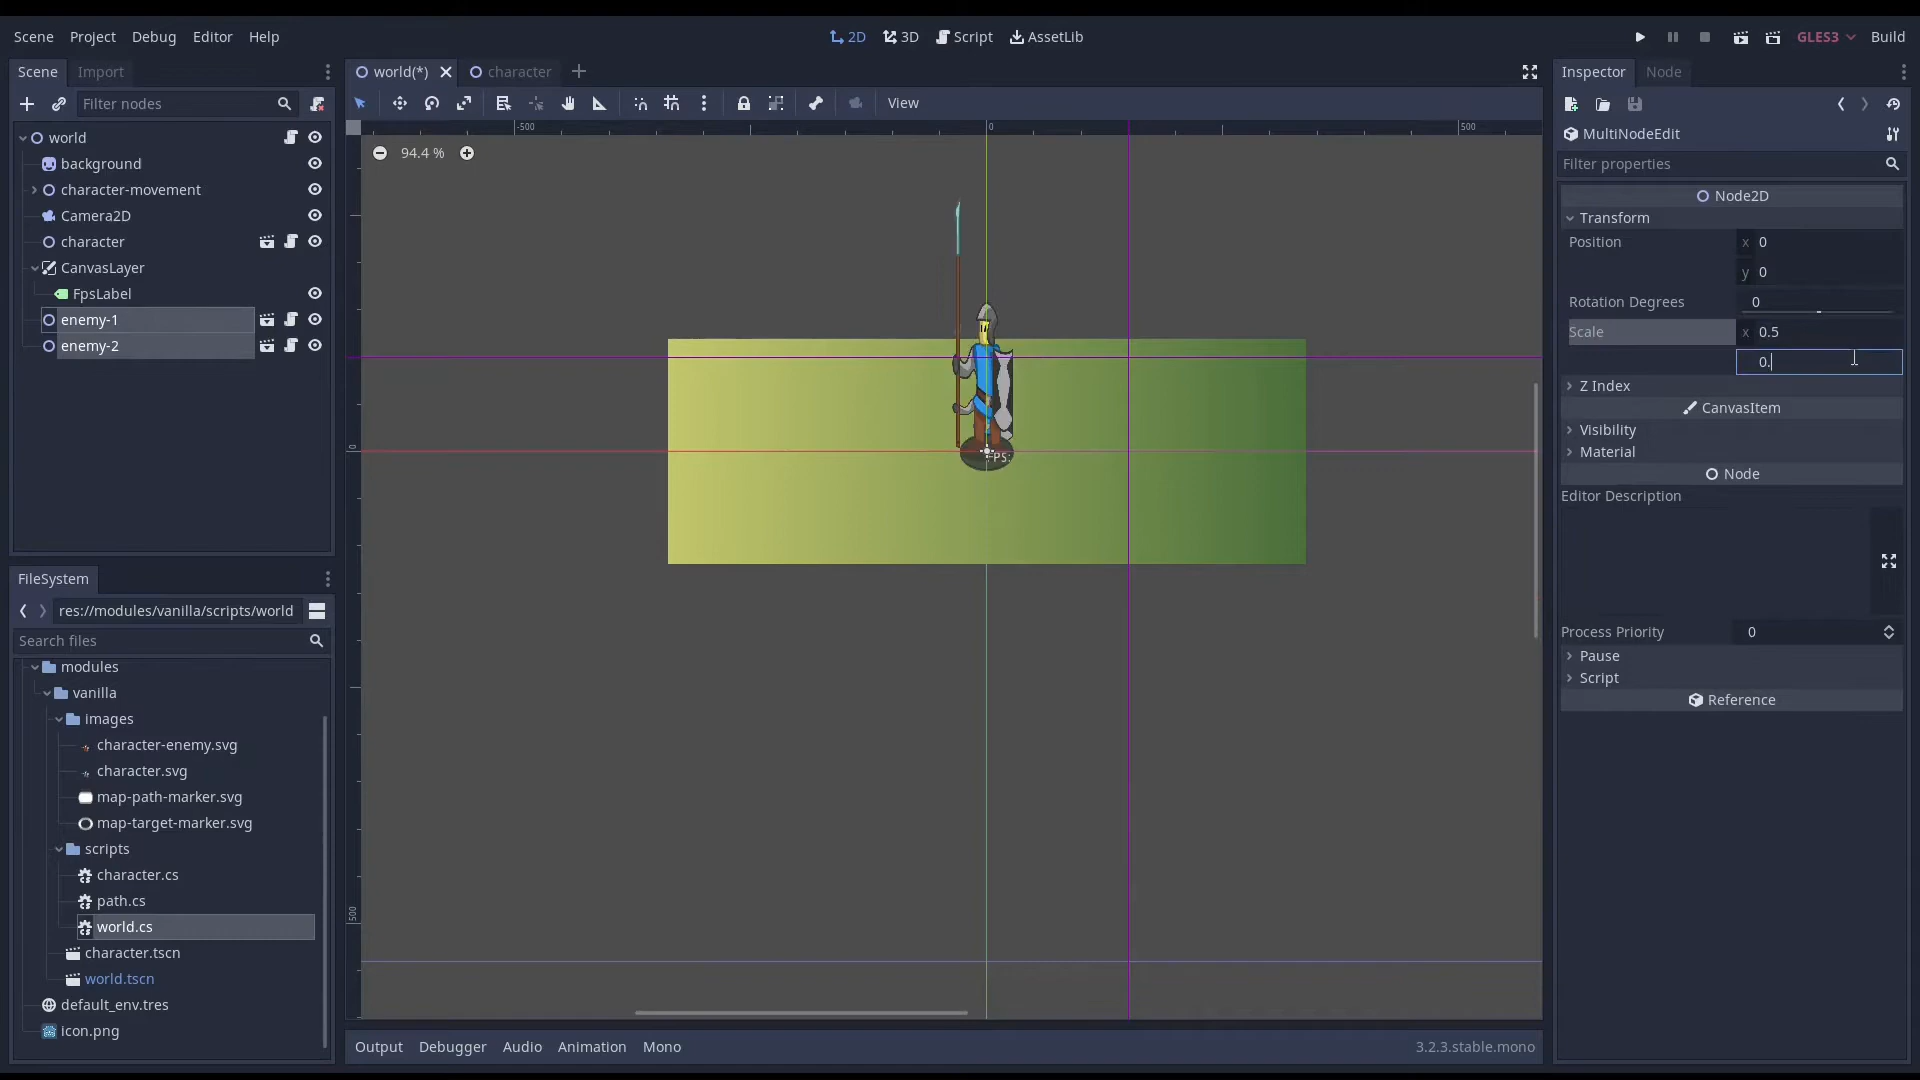 Scene Project Debug Editor Help
2D 3D Script AssetLib
GLES3 Build
Scene Import
world(*) character
Inspector Node
Filter nodes
View
world
background
character-movement
Camera2D
character
CanvasLayer
FpsLabel
enemy-1
enemy-2
FileSystem
res://modules/vanilla/scripts/world
Search files
modules
vanilla
images
character-enemy.svg
character.svg
map-path-marker.svg
map-target-marker.svg
scripts
character.cs
path.cs
world.cs
character.tscn
world.tscn
default_env.tres
icon.png
-500 0 500
94.4 %
0
500
PS:
Output Debugger Audio Animation Mono
3.2.3.stable.mono
MultiNodeEdit
Filter properties
Node2D
Transform
Position x 0
y 0
Rotation Degrees 0
Scale x 0.5
0.
Z Index
CanvasItem
Visibility
Material
Node
Editor Description
Process Priority 0
Pause
Script
Reference